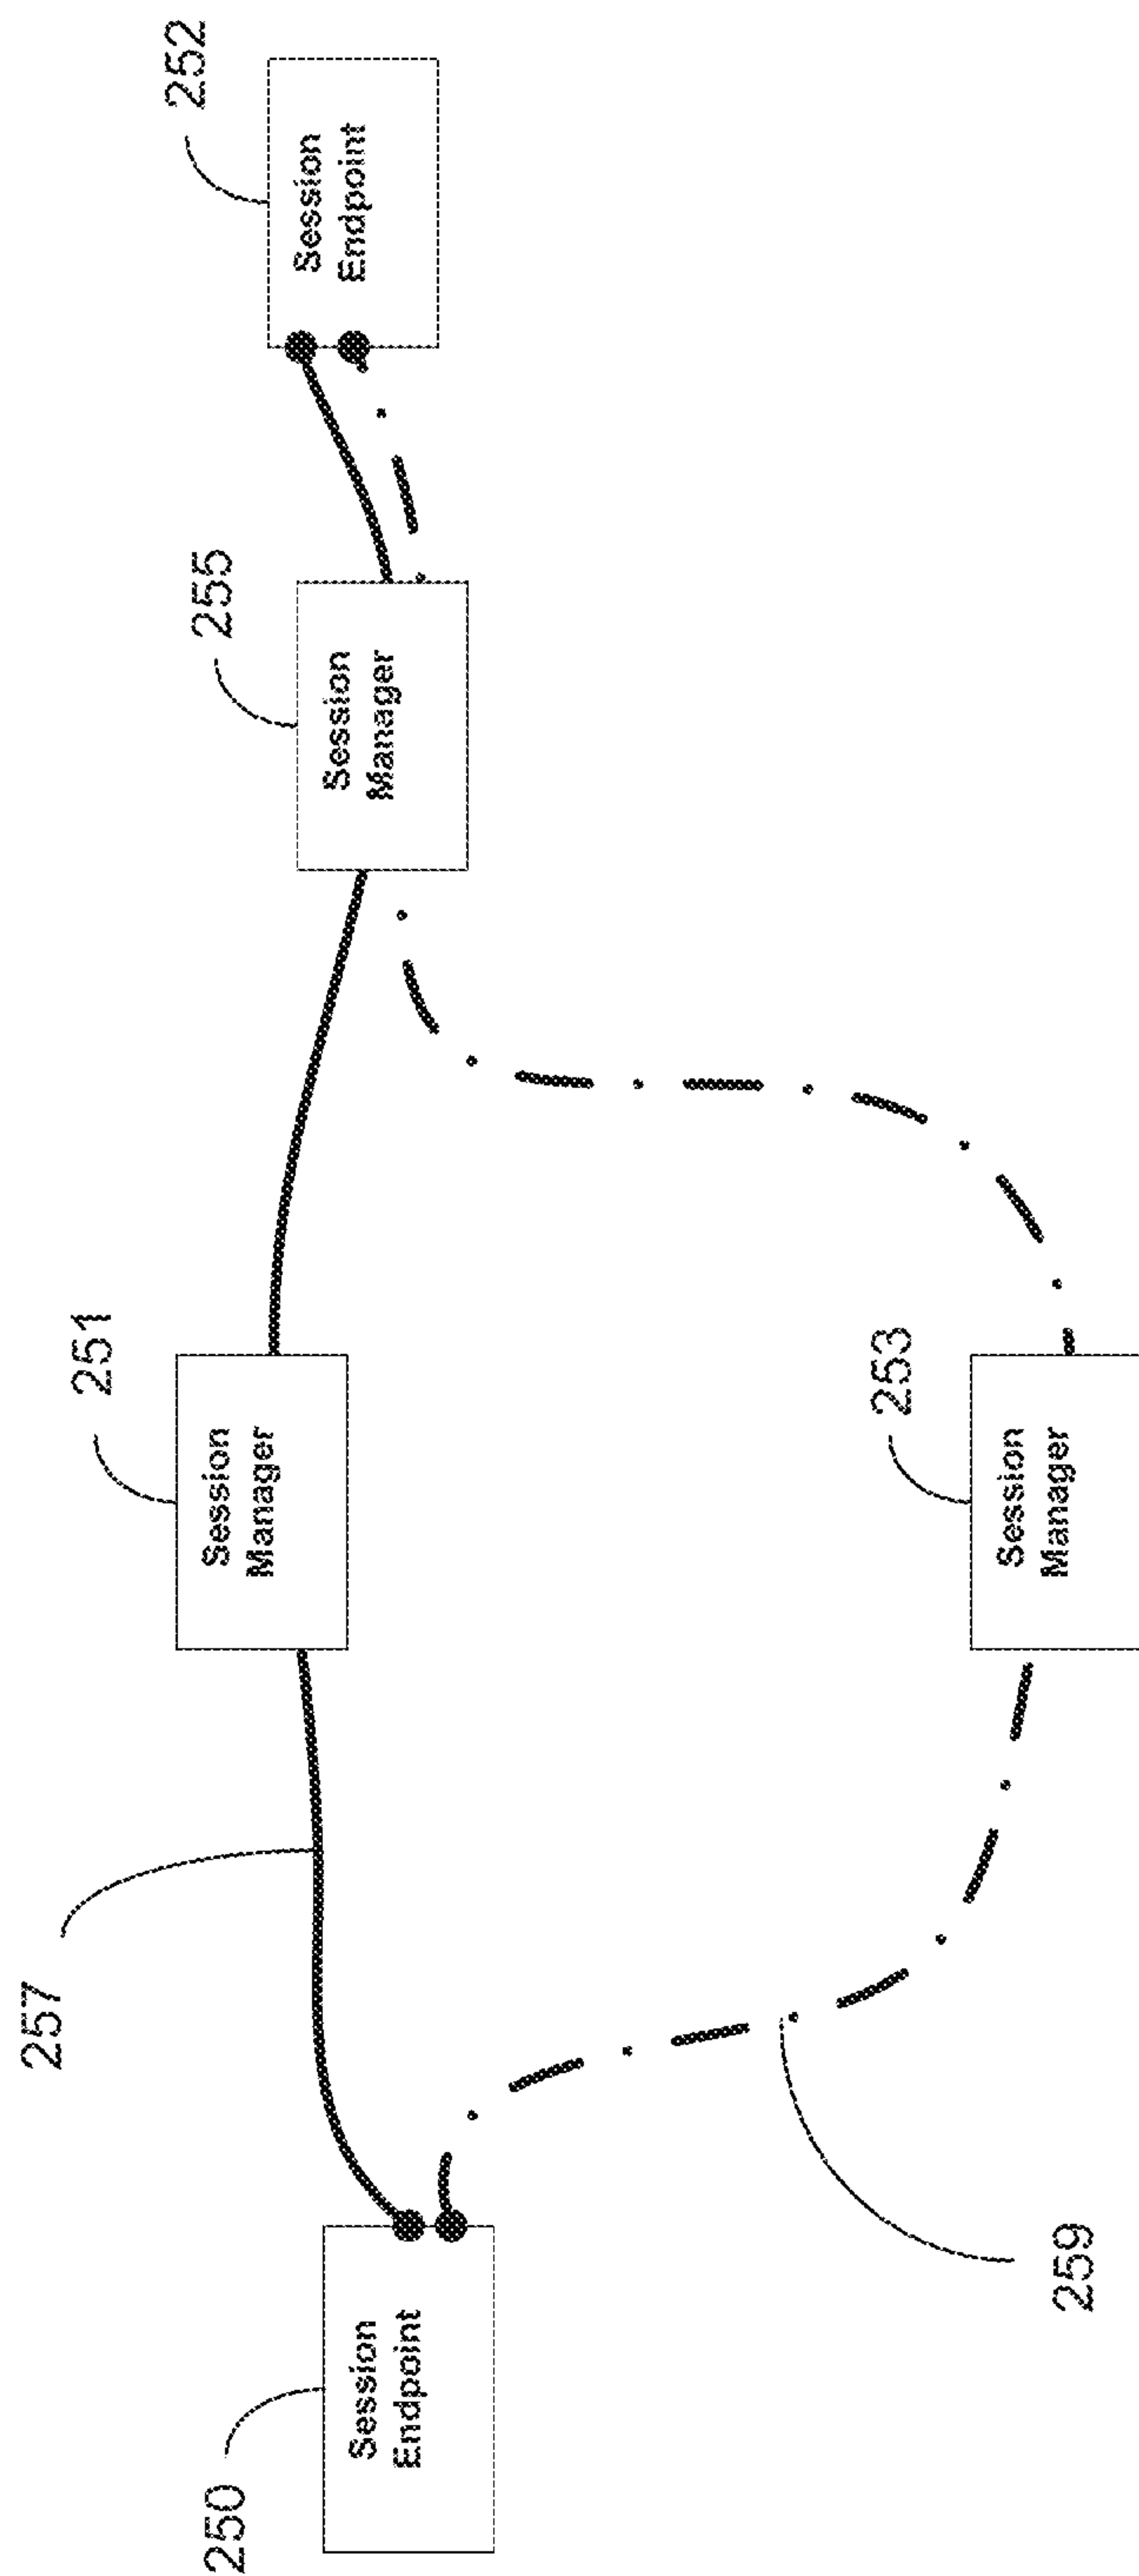 252
Session
Endpoint
255
Session
Manager
251
Session
Manager
253
Session
Manager
257
259
250
Session
Endpoint